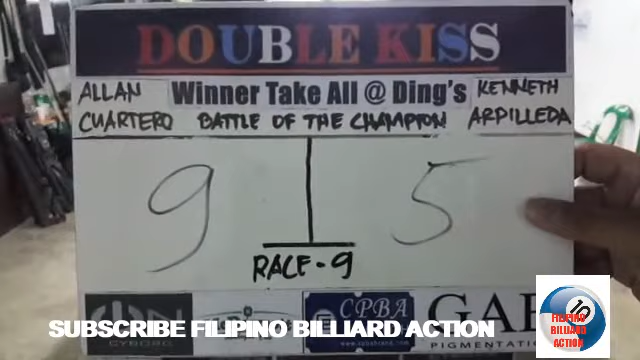 DOUBLE KISS
ALLAN CUARTERO
Winner Take All @ Ding's
BATTLE OF THE CHAMPION
KENNETH ARPILLEDA
9
5
RACE-9
CYBORG
CPBA
GAB
PIGMENTATION
SUBSCRIBE FILIPINO BILLIARD ACTION
FILIPINO
BILLIARD
ACTION